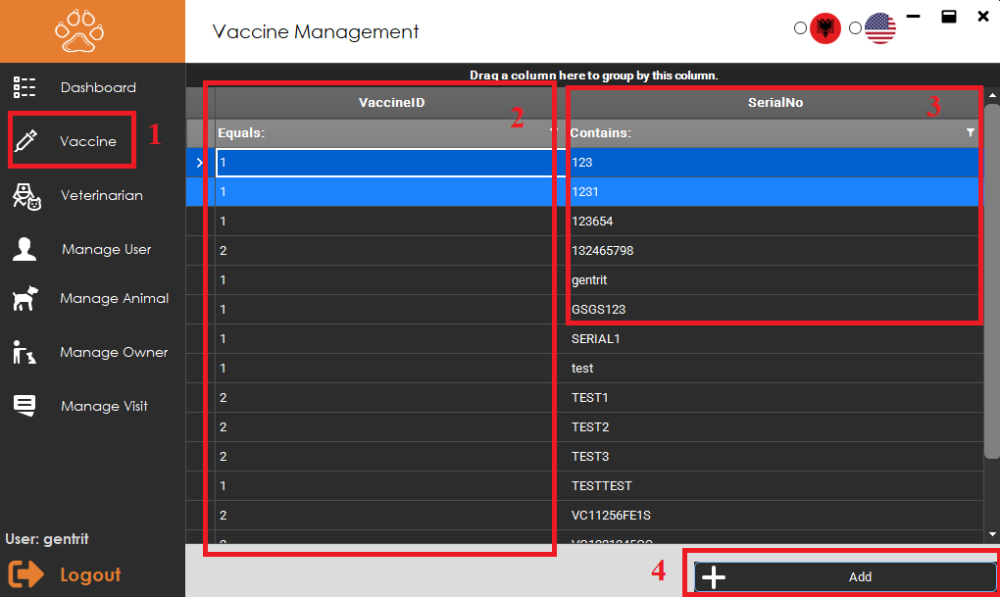 Vaccine Management
Drag a column here to group by this column.
Dashboard
Vaccine 1
Veterinarian
Manage User
Manage Animal
Manage Owner
Manage Visit
User: gentrit
Logout
VaccineID 2 SerialNo 3
Equals: Contains:
1 123
1 1231
1 123654
2 132465798
1 gentrit
1 GSGS123
1 SERIAL1
1 test
2 TEST1
2 TEST2
2 TEST3
1 TESTTEST
2 VC11256FE1S
4 Add